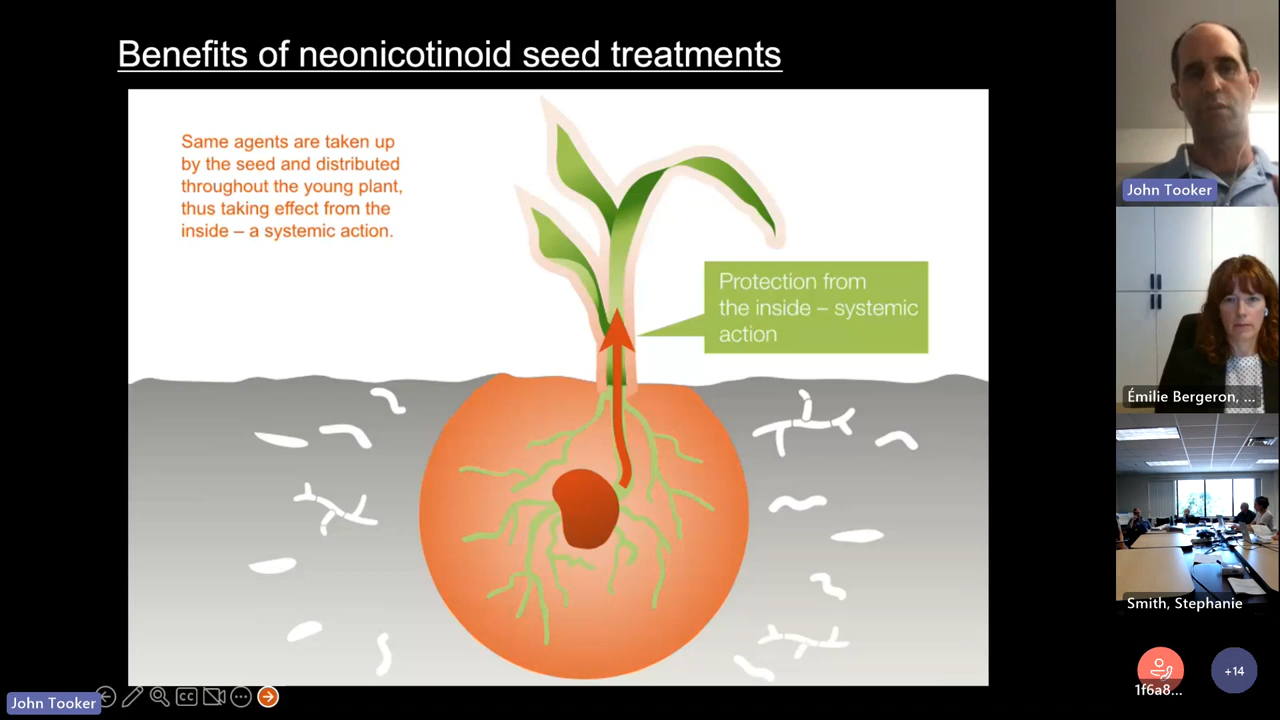 Benefits of neonicotinoid seed treatments
Same agents are taken up
by the seed and distributed
throughout the young plant,
thus taking effect from the
inside – a systemic action.
Protection from
the inside – systemic
action
John Tooker
Émilie Bergeron, ...
Smith, Stephanie
1f6a8...
+14
John Tooker
CC